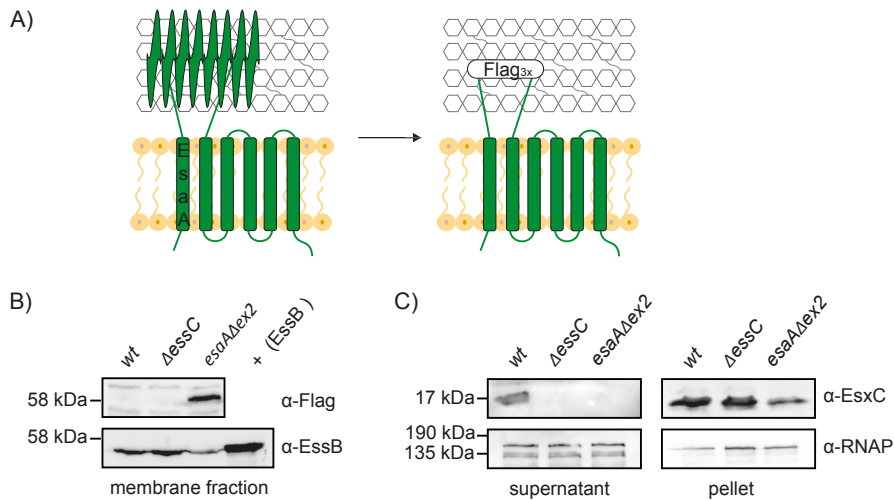 A)
EsaA
Flag3x
B)
wt
ΔessC
esaAΔex2
+ (EssB)
58 kDa
α-Flag
58 kDa
α-EssB
membrane fraction
C)
wt
ΔessC
esaAΔex2
wt
ΔessC
esaAΔex2
17 kDa
α-EsxC
190 kDa
135 kDa
α-RNAP
supernatant
pellet